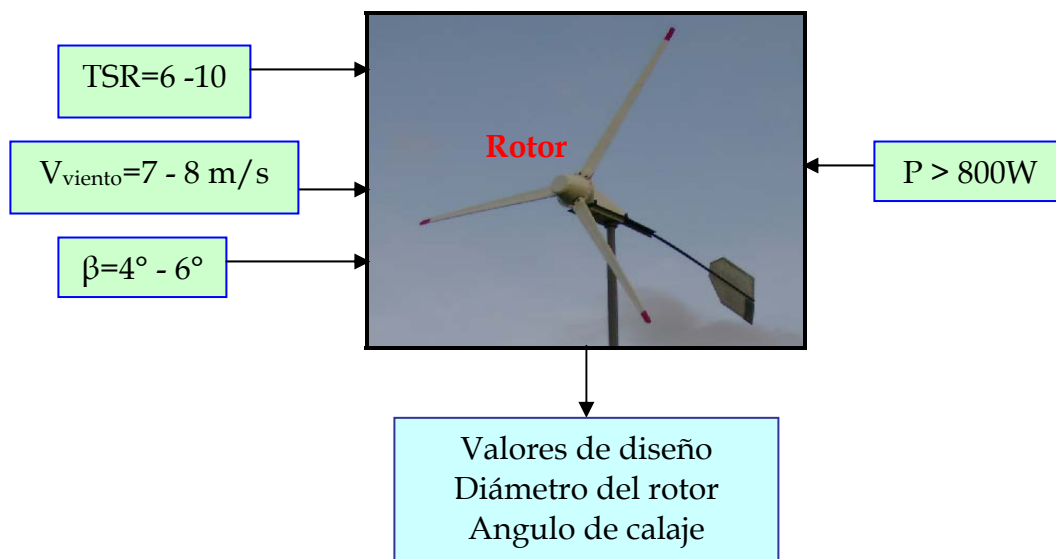 TSR=6 -10
Rotor
Vviento=7 - 8 m/s
P > 800W
β=4° - 6°
Valores de diseño
Diámetro del rotor
Angulo de calaje